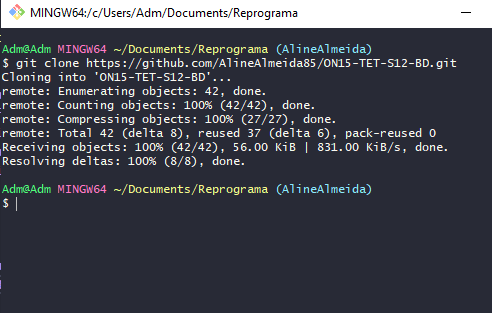 MINGW64:/c/Users/Adm/Documents/Reprograma
Adm@Adm MINGW64 ~/Documents/Reprograma (AlineAlmeida)
$ git clone https://github.com/AlineAlmeida85/ON15-TET-S12-BD.git
Cloning into 'ON15-TET-S12-BD'...
remote: Enumerating objects: 42, done.
remote: Counting objects: 100% (42/42), done.
remote: Compressing objects: 100% (27/27), done.
remote: Total 42 (delta 8), reused 37 (delta 6), pack-reused 0
Receiving objects: 100% (42/42), 56.00 KiB | 831.00 KiB/s, done.
Resolving deltas: 100% (8/8), done.
Adm@Adm MINGW64 ~/Documents/Reprograma (AlineAlmeida)
$